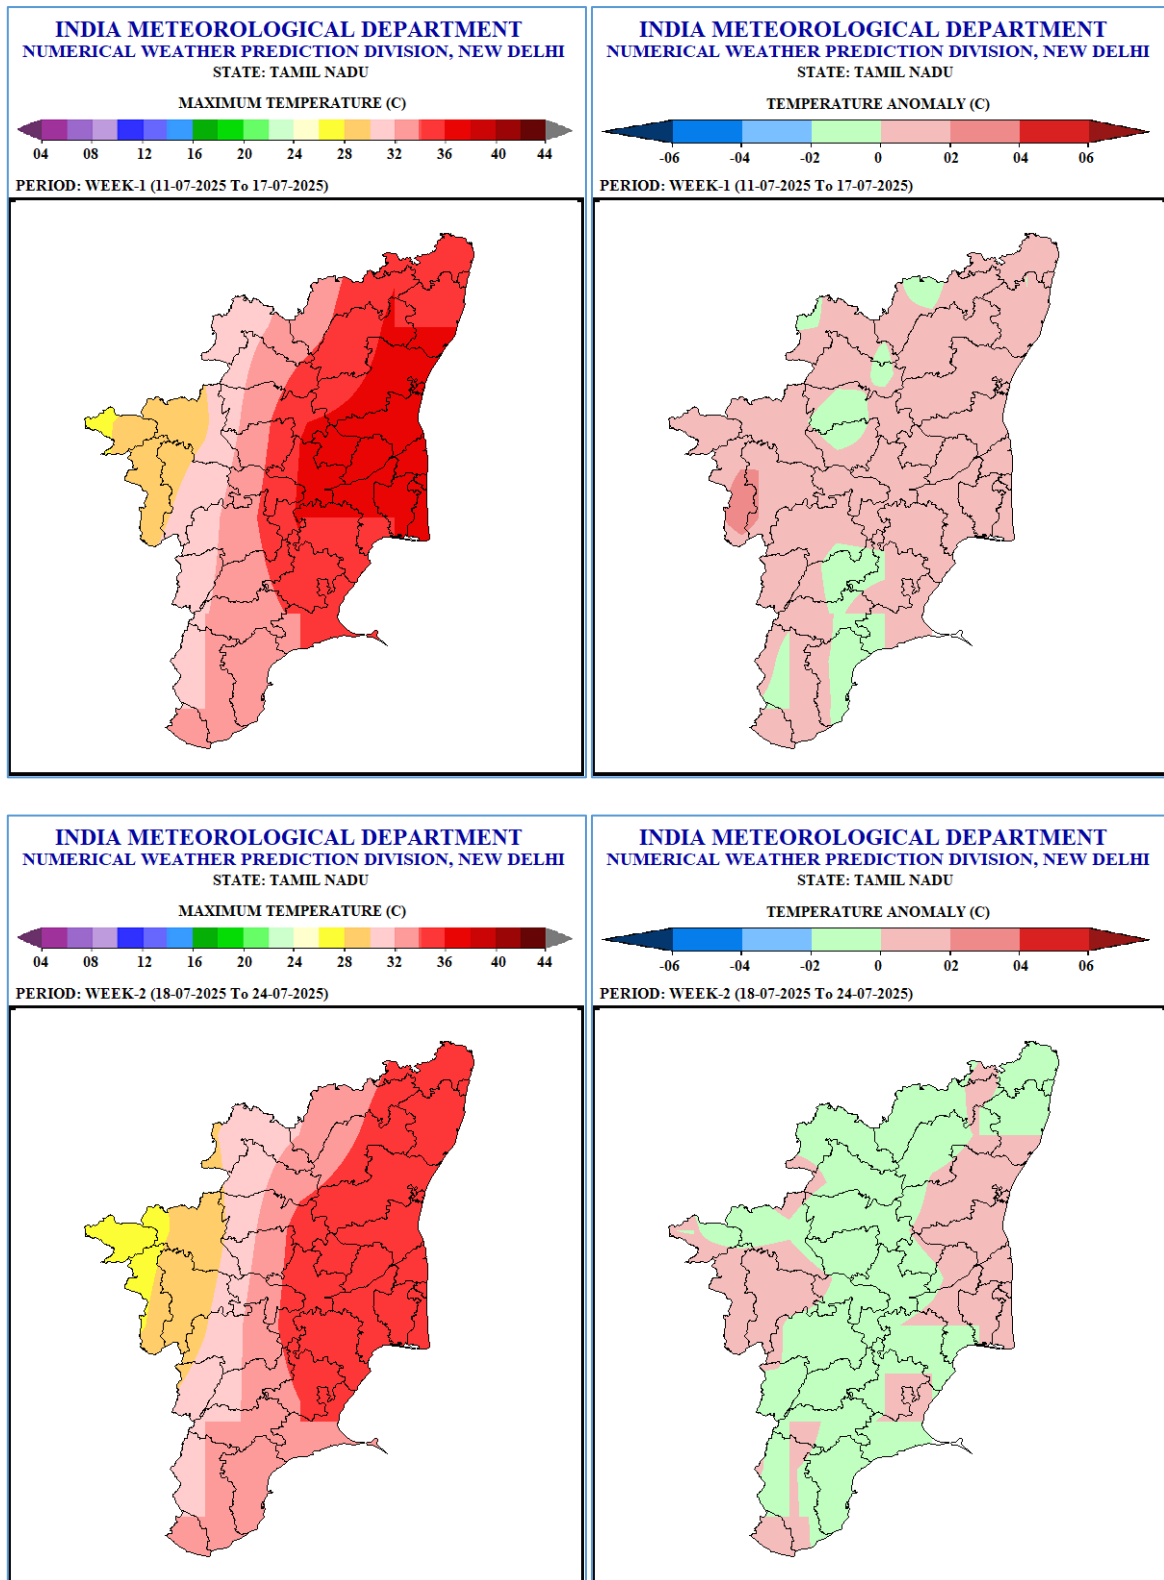 INDIA METEOROLOGICAL DEPARTMENT
NUMERICAL WEATHER PREDICTION DIVISION, NEW DELHI
STATE: TAMIL NADU
MAXIMUM TEMPERATURE (C)
04 08 12 16 20 24 28 32 36 40 44
PERIOD: WEEK-1 (11-07-2025 To 17-07-2025)
INDIA METEOROLOGICAL DEPARTMENT
NUMERICAL WEATHER PREDICTION DIVISION, NEW DELHI
STATE: TAMIL NADU
TEMPERATURE ANOMALY (C)
-06 -04 -02 0 02 04 06
PERIOD: WEEK-1 (11-07-2025 To 17-07-2025)
INDIA METEOROLOGICAL DEPARTMENT
NUMERICAL WEATHER PREDICTION DIVISION, NEW DELHI
STATE: TAMIL NADU
MAXIMUM TEMPERATURE (C)
04 08 12 16 20 24 28 32 36 40 44
PERIOD: WEEK-2 (18-07-2025 To 24-07-2025)
INDIA METEOROLOGICAL DEPARTMENT
NUMERICAL WEATHER PREDICTION DIVISION, NEW DELHI
STATE: TAMIL NADU
TEMPERATURE ANOMALY (C)
-06 -04 -02 0 02 04 06
PERIOD: WEEK-2 (18-07-2025 To 24-07-2025)